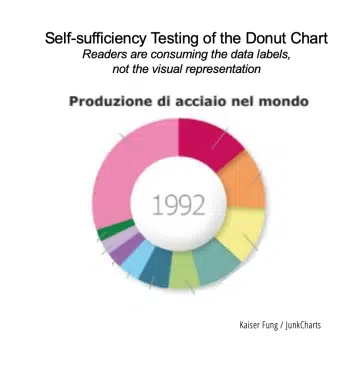 Self-sufficiency Testing of the Donut Chart
Readers are consuming the data labels,
not the visual representation
Produzione di acciaio nel mondo
1992
Kaiser Fung / JunkCharts